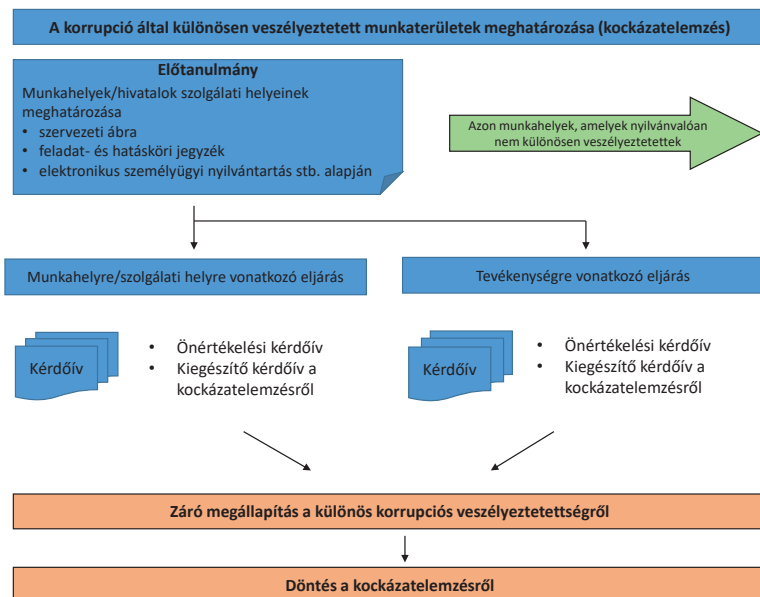 A korrupció által különösen veszélyeztetett munkaterületek meghatározása (kockázatelemzés)
Előtanulmány
Munkahelyek/hivatalok szolgálati helyeinek
meghatározása
• szervezeti ábra
• feladat- és hatásköri jegyzék
• elektronikus személyügyi nyilvántartás stb. alapján
Azon munkahelyek, amelyek nyilvánvalóan
nem különösen veszélyeztetettek
Munkahelyre/szolgálati helyre vonatkozó eljárás
Tevékenységre vonatkozó eljárás
Kérdőív
• Önértékelési kérdőív
• Kiegészítő kérdőív a
kockázatelemzésről
Kérdőív
• Önértékelési kérdőív
• Kiegészítő kérdőív a
kockázatelemzésről
Záró megállapítás a különös korrupciós veszélyeztetettségről
Döntés a kockázatelemzésről